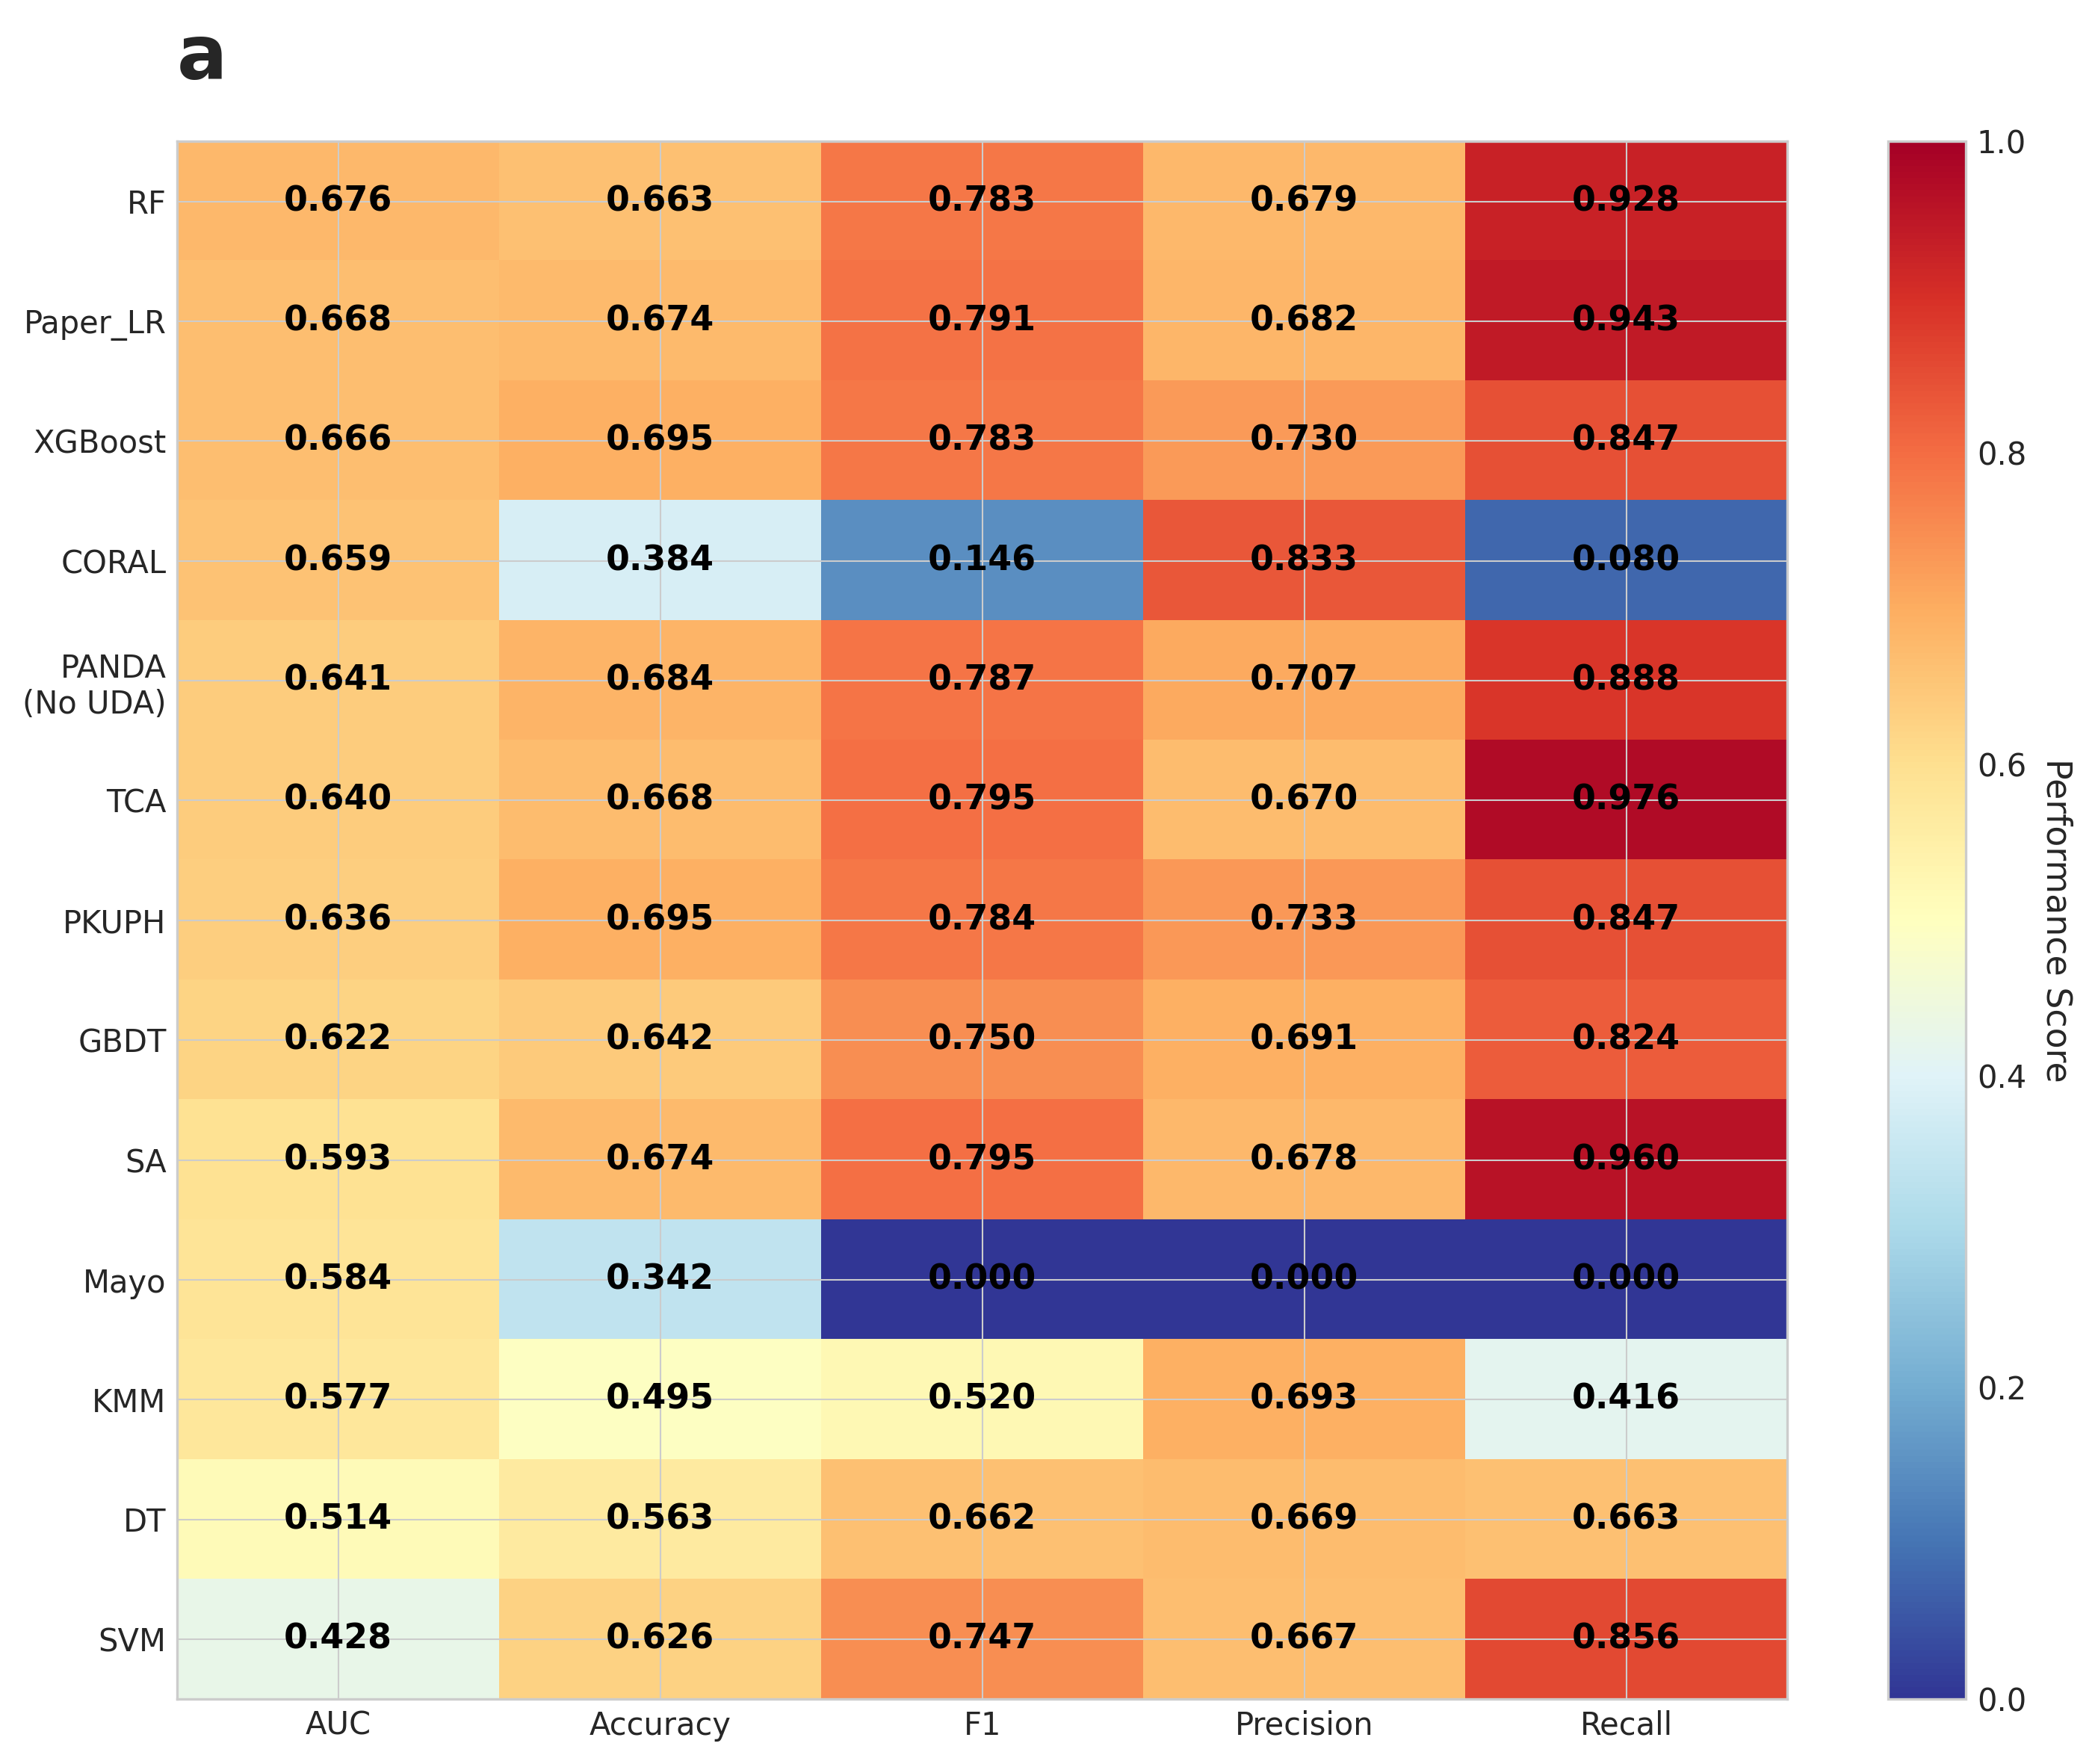 a
RF 0.676 0.663 0.783 0.679 0.928
Paper_LR 0.668 0.674 0.791 0.682 0.943
XGBoost 0.666 0.695 0.783 0.730 0.847
CORAL 0.659 0.384 0.146 0.833 0.080
PANDA
(No UDA) 0.641 0.684 0.787 0.707 0.888
TCA 0.640 0.668 0.795 0.670 0.976
PKUPH 0.636 0.695 0.784 0.733 0.847
GBDT 0.622 0.642 0.750 0.691 0.824
SA 0.593 0.674 0.795 0.678 0.960
Mayo 0.584 0.342 0.000 0.000 0.000
KMM 0.577 0.495 0.520 0.693 0.416
DT 0.514 0.563 0.662 0.669 0.663
SVM 0.428 0.626 0.747 0.667 0.856
AUC Accuracy F1 Precision Recall
1.0
0.8
0.6
0.4
0.2
0.0
Performance Score